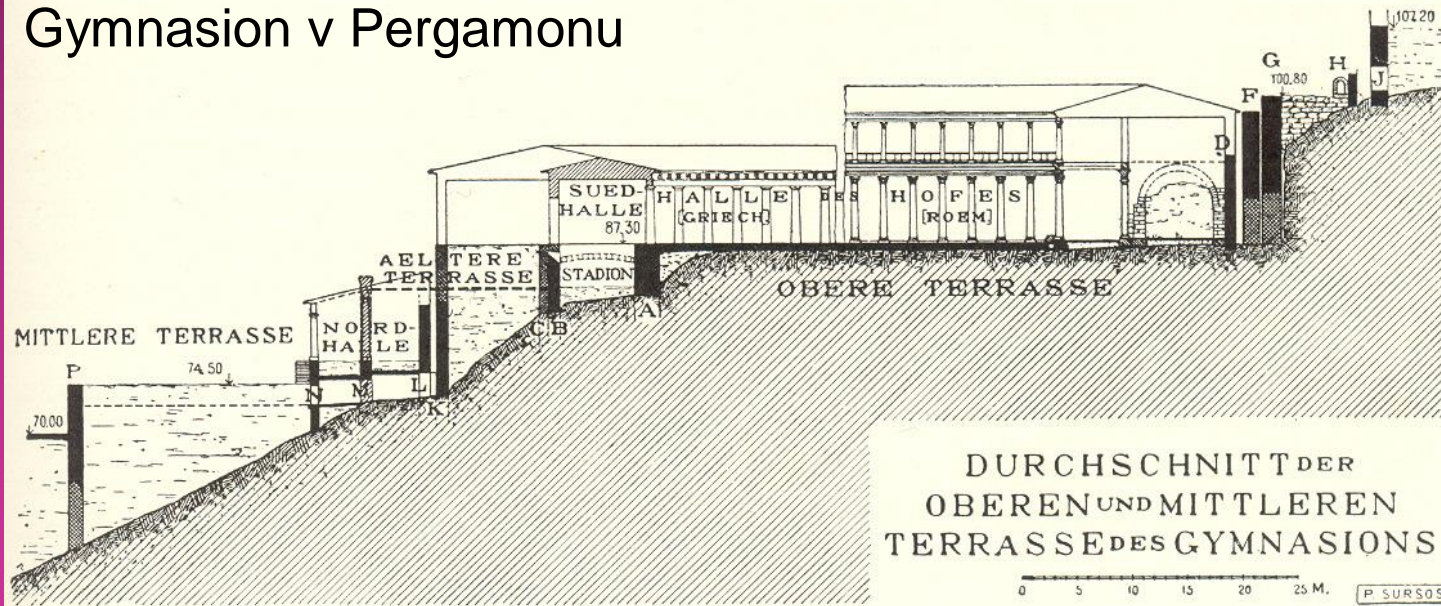 Gymnasion v Pergamonu
107.20
G
H
100.80
J
F
D
SUED-
HALLE
87.30
HALLE DES HOFES
[GRIECH]
[ROEM]
AELTERE
TERRASSE
STADION
OBERE TERRASSE
A
C B
MITTLERE TERRASSE
NORD-
HALLE
P
74.50
N M L
K
70.00
DURCHSCHNITT DER
OBEREN UND MITTLEREN
TERRASSE DES GYMNASIONS
0 5 10 15 20 25 M.
P. SURSOS